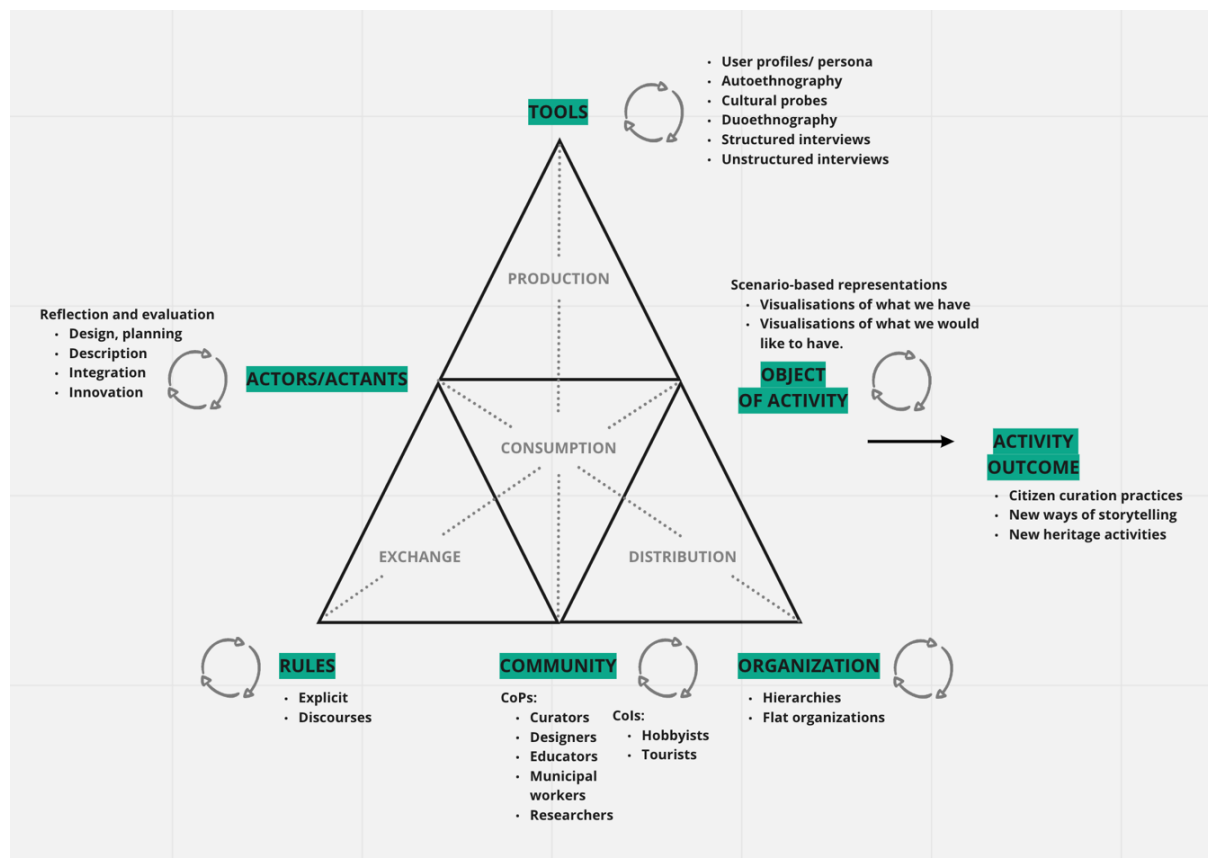 TOOLS
• User profiles/ persona
• Autoethnography
• Cultural probes
• Duoethnography
• Structured interviews
• Unstructured interviews
PRODUCTION
Reflection and evaluation
• Design, planning
• Description
• Integration
• Innovation
ACTORS/ACTANTS
Scenario-based representations
• Visualisations of what we have
• Visualisations of what we would
like to have.
OBJECT
OF ACTIVITY
CONSUMPTION
ACTIVITY
OUTCOME
• Citizen curation practices
• New ways of storytelling
• New heritage activities
EXCHANGE
DISTRIBUTION
RULES
• Explicit
• Discourses
COMMUNITY
CoPs:
• Curators
• Designers
• Educators
• Municipal
workers
• Researchers
CoIs:
• Hobbyists
• Tourists
ORGANIZATION
• Hierarchies
• Flat organizations